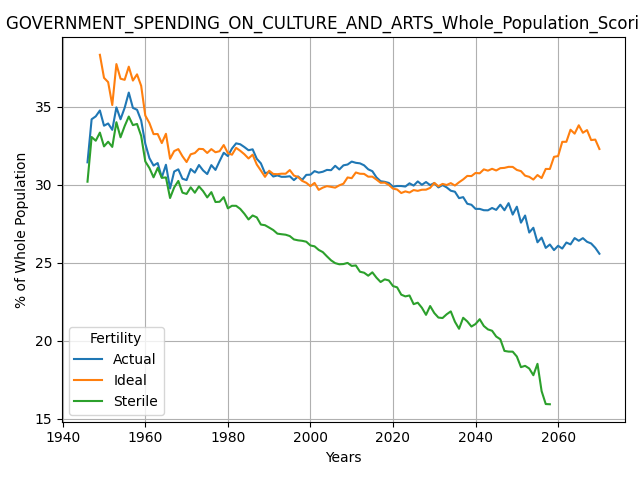 GOVERNMENT_SPENDING_ON_CULTURE_AND_ARTS_Whole_Population_Scori
% of Whole Population
35
30
25
20
15
Fertility
Actual
Ideal
Sterile
1940 1960 1980 2000 2020 2040 2060
Years